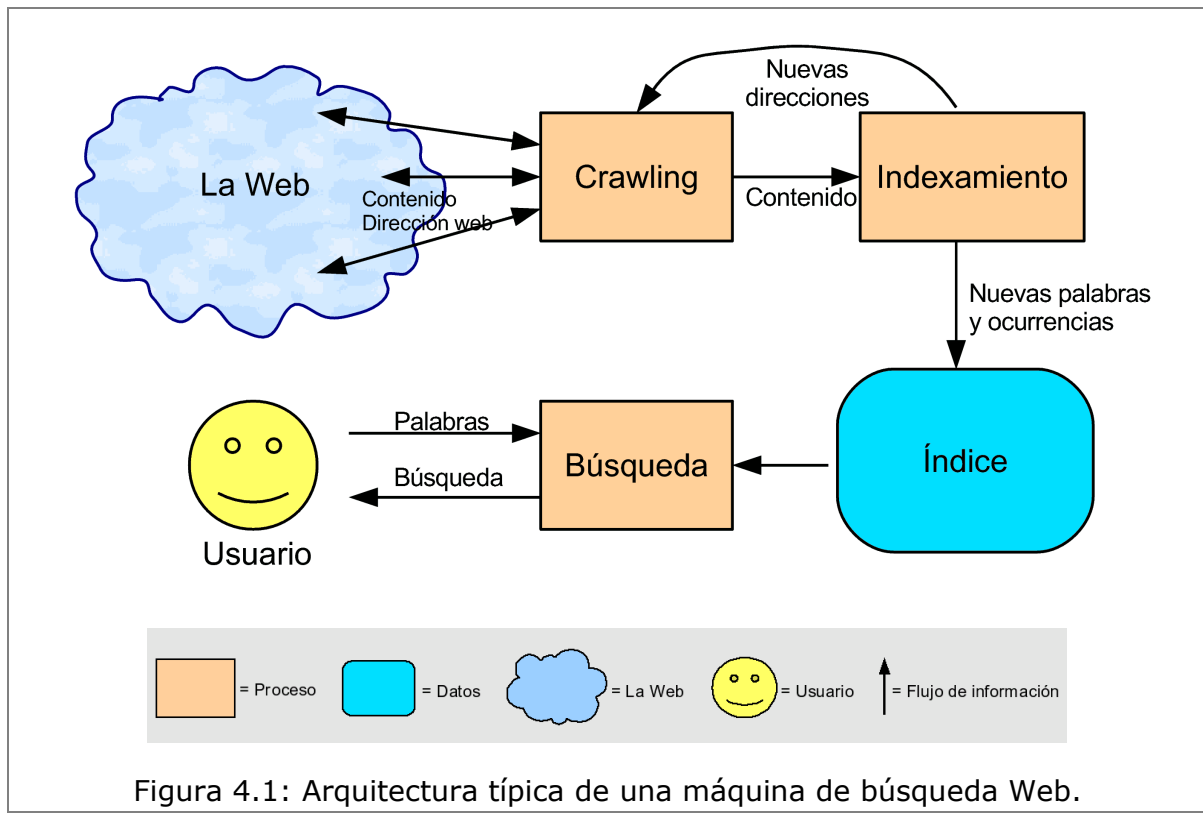 Nuevas
direcciones
La Web
Crawling
Indexamiento
Contenido
Dirección web
Contenido
Nuevas palabras
y ocurrencias
Palabras
Búsqueda
Búsqueda
Índice
Usuario
= Proceso
= Datos
= La Web
= Usuario
= Flujo de información
Figura 4.1: Arquitectura típica de una máquina de búsqueda Web.